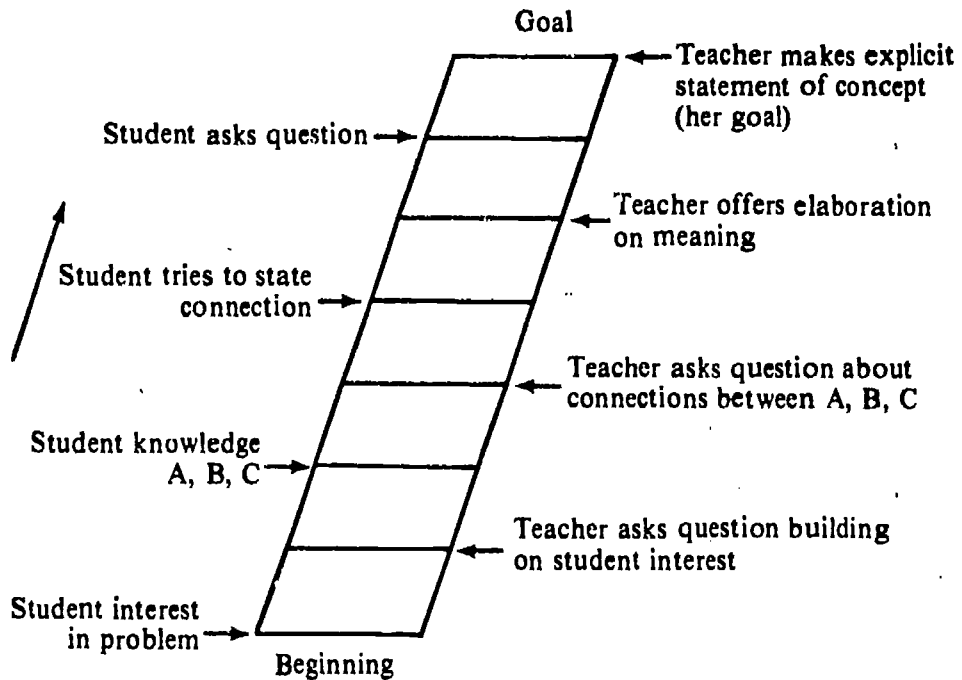 Goal
Teacher makes explicit
statement of concept
(her goal)
Student asks question
Teacher offers elaboration
on meaning
Student tries to state
connection
Teacher asks question about
connections between A, B, C
Student knowledge
A, B, C
Teacher asks question building
on student interest
Student interest
in problem
Beginning